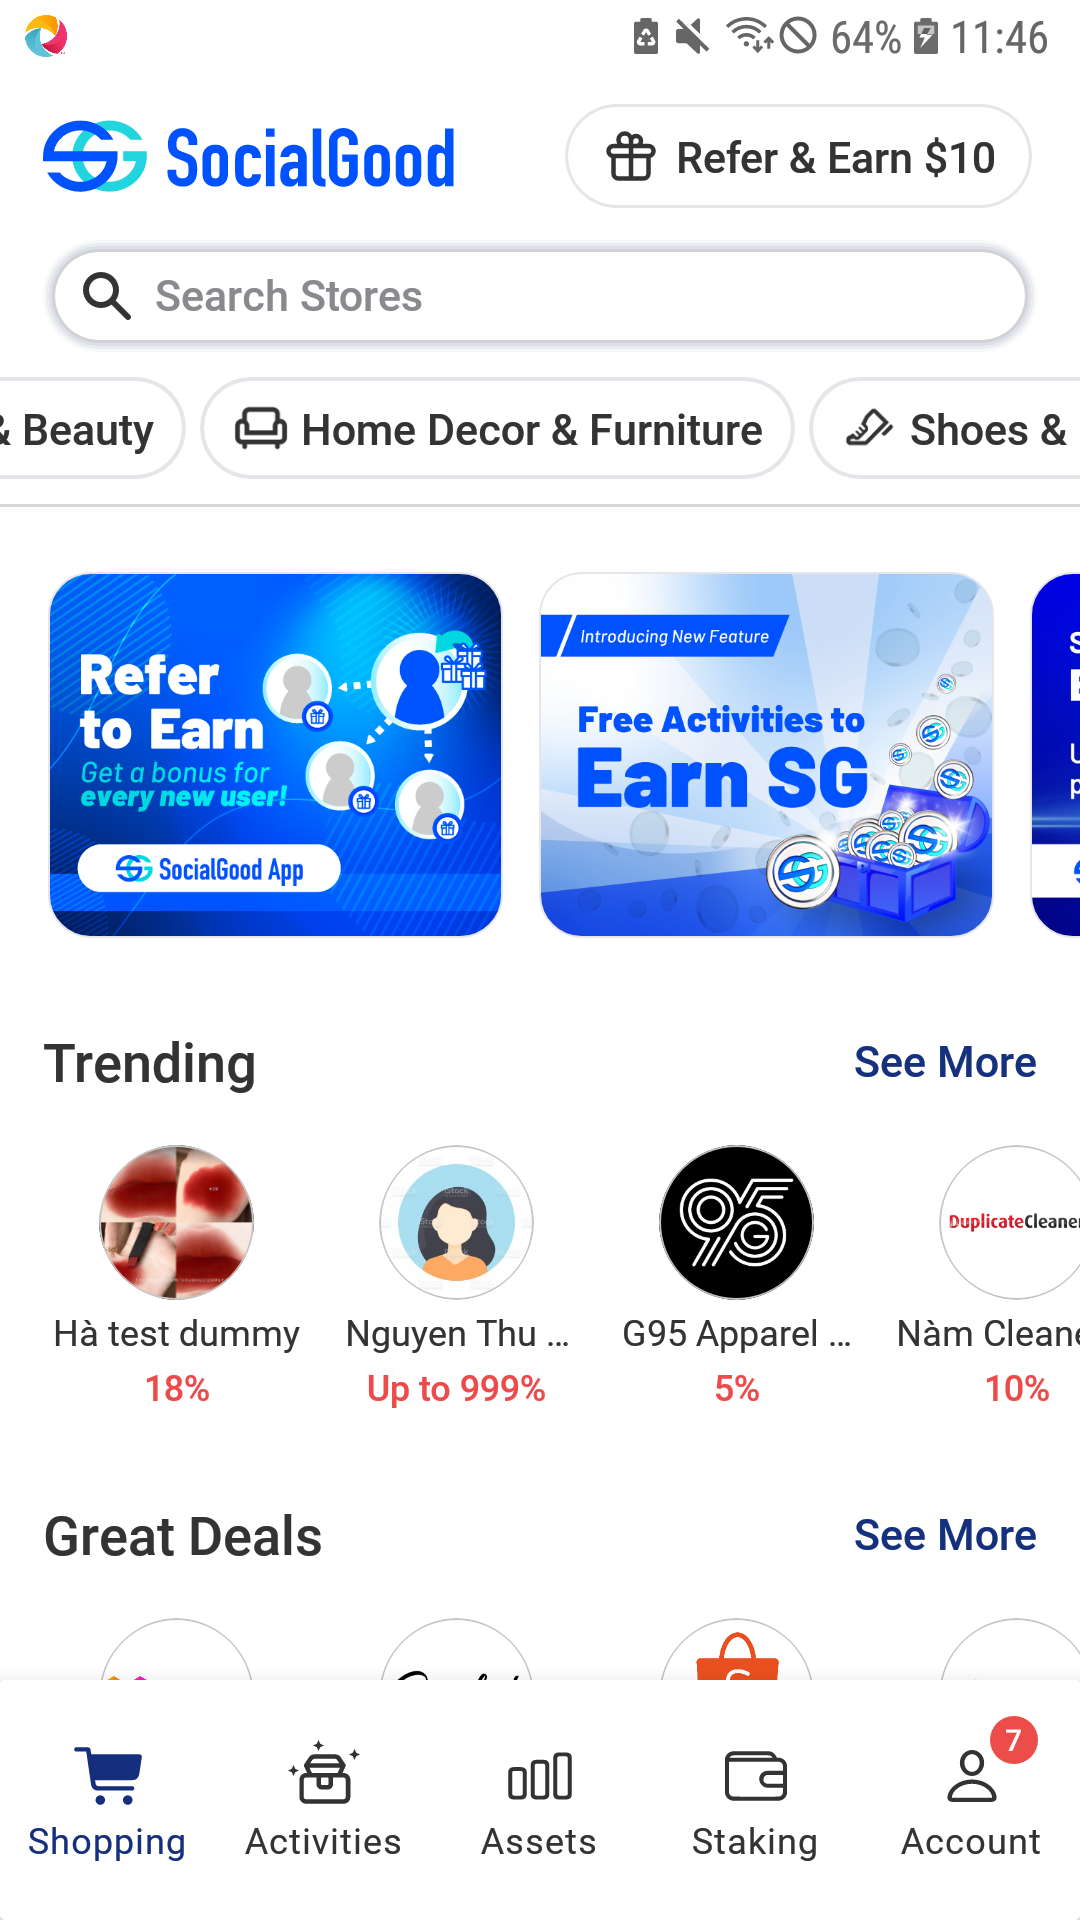 64% 11:46
SocialGood
Refer & Earn $10
Search Stores
& Beauty
Home Decor & Furniture
Shoes &
Refer
to Earn
Get a bonus for
every new user!
SocialGood App
Introducing New Feature
Free Activities to
Earn SG
Trending
See More
Hà test dummy
18%
Nguyen Thu ...
Up to 999%
G95 Apparel ...
5%
DuplicateCleaner
Nàm Cleane
10%
Great Deals
See More
Shopping
Activities
Assets
Staking
7
Account